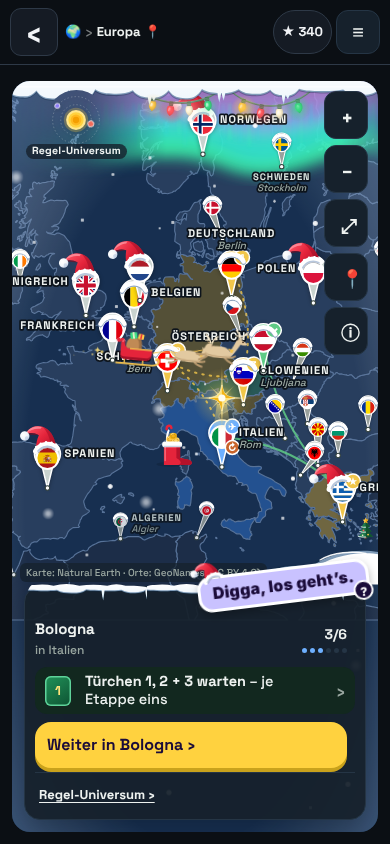 <
🌍 > Europa 📍
★ 340
≡
Regel-Universum
NORWEGEN
SCHWEDEN
Stockholm
DEUTSCHLAND
Berlin
POLEN
NIGREICH
BELGIEN
FRANKREICH
ÖSTERREICH
SCH
Bern
SLOWENIEN
Ljubljana
ITALIEN
Rom
SPANIEN
GRI
ALGERIEN
Algier
Karte: Natural Earth · Orte: GeoNames
Digga, los geht's.
?
Bologna
in Italien
3/6
1
Türchen 1, 2 + 3 warten – je
Etappe eins
>
Weiter in Bologna >
Regel-Universum >